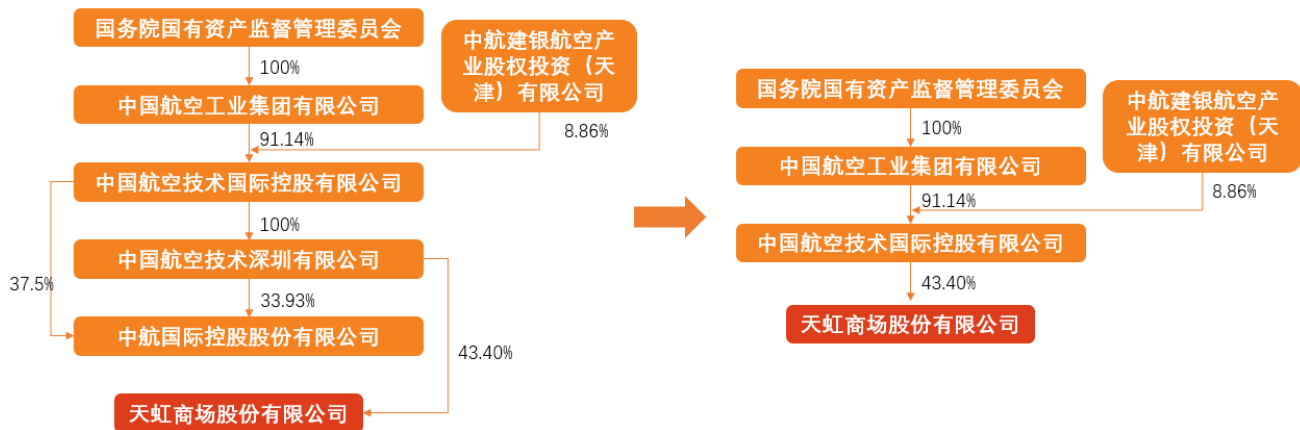 国务院国有资产监督管理委员会
100%
中国航空工业集团有限公司
中航建银航空产
业股权投资（天
津）有限公司
91.14%
8.86%
中国航空技术国际控股有限公司
100%
中国航空技术深圳有限公司
37.5%
33.93%
中航国际控股股份有限公司
43.40%
天虹商场股份有限公司
国务院国有资产监督管理委员会
100%
中国航空工业集团有限公司
中航建银航空产
业股权投资（天
津）有限公司
91.14%
8.86%
中国航空技术国际控股有限公司
43.40%
天虹商场股份有限公司